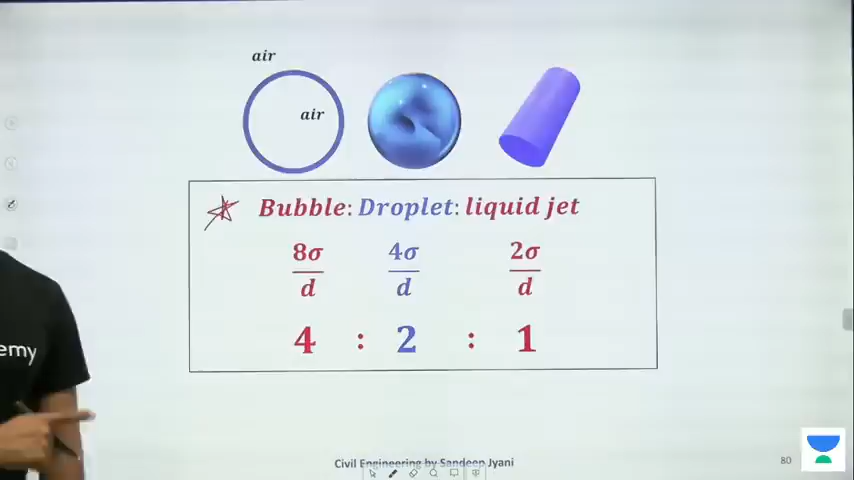 air
air
Bubble: Droplet: liquid jet
8σ 4σ 2σ
d d d
4 : 2 : 1
emy
Civil Engineering by Sandeep Jyani
80